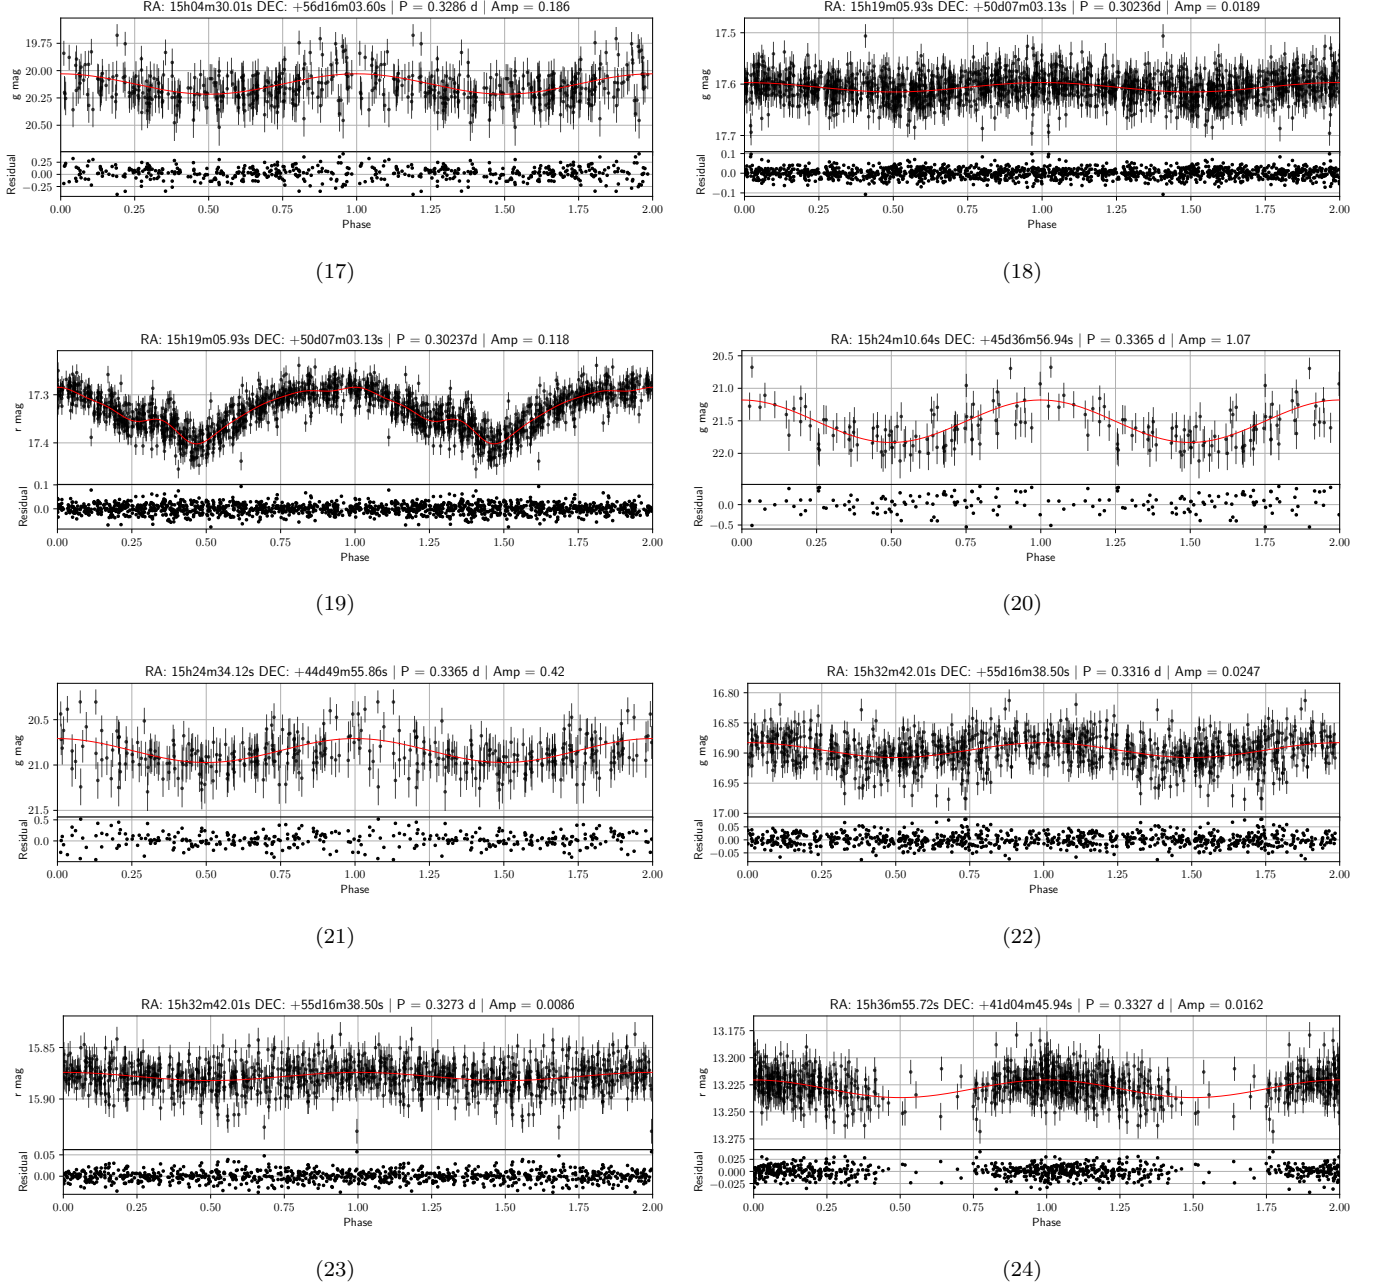 RA: 15h04m30.01s DEC: +56d16m03.60s | P = 0.3286 d | Amp = 0.186
19.75
20.00
20.25
20.50
g mag
0.25
0.00
−0.25
Residual
0.00 0.25 0.50 0.75 1.00 1.25 1.50 1.75 2.00
Phase
(17)
RA: 15h19m05.93s DEC: +50d07m03.13s | P = 0.30236d | Amp = 0.0189
17.5
17.6
17.7
g mag
0.1
0.0
−0.1
Residual
0.00 0.25 0.50 0.75 1.00 1.25 1.50 1.75 2.00
Phase
(18)
RA: 15h19m05.93s DEC: +50d07m03.13s | P = 0.30237d | Amp = 0.118
17.3
17.4
r mag
0.1
0.0
Residual
0.00 0.25 0.50 0.75 1.00 1.25 1.50 1.75 2.00
Phase
(19)
RA: 15h24m10.64s DEC: +45d36m56.94s | P = 0.3365 d | Amp = 1.07
20.5
21.0
21.5
22.0
g mag
0.0
−0.5
Residual
0.00 0.25 0.50 0.75 1.00 1.25 1.50 1.75 2.00
Phase
(20)
RA: 15h24m34.12s DEC: +44d49m55.86s | P = 0.3365 d | Amp = 0.42
20.5
21.0
21.5
g mag
0.5
0.0
Residual
0.00 0.25 0.50 0.75 1.00 1.25 1.50 1.75 2.00
Phase
(21)
RA: 15h32m42.01s DEC: +55d16m38.50s | P = 0.3316 d | Amp = 0.0247
16.80
16.85
16.90
16.95
17.00
g mag
0.05
0.00
−0.05
Residual
0.00 0.25 0.50 0.75 1.00 1.25 1.50 1.75 2.00
Phase
(22)
RA: 15h32m42.01s DEC: +55d16m38.50s | P = 0.3273 d | Amp = 0.0086
15.85
15.90
r mag
0.05
0.00
Residual
0.00 0.25 0.50 0.75 1.00 1.25 1.50 1.75 2.00
Phase
(23)
RA: 15h36m55.72s DEC: +41d04m45.94s | P = 0.3327 d | Amp = 0.0162
13.175
13.200
13.225
13.250
13.275
r mag
0.025
0.000
−0.025
Residual
0.00 0.25 0.50 0.75 1.00 1.25 1.50 1.75 2.00
Phase
(24)